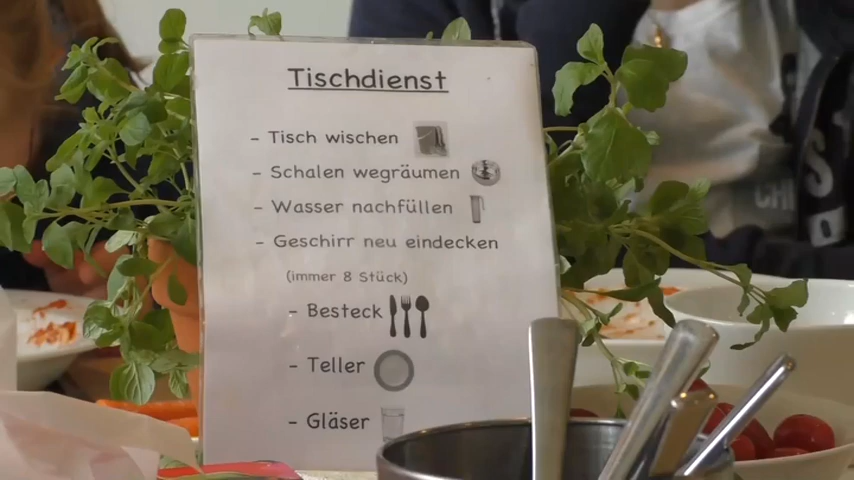 Tischdienst
- Tisch wischen
- Schalen wegräumen
- Wasser nachfüllen
- Geschirr neu eindecken
(immer 8 Stück)
- Besteck
- Teller
- Gläser